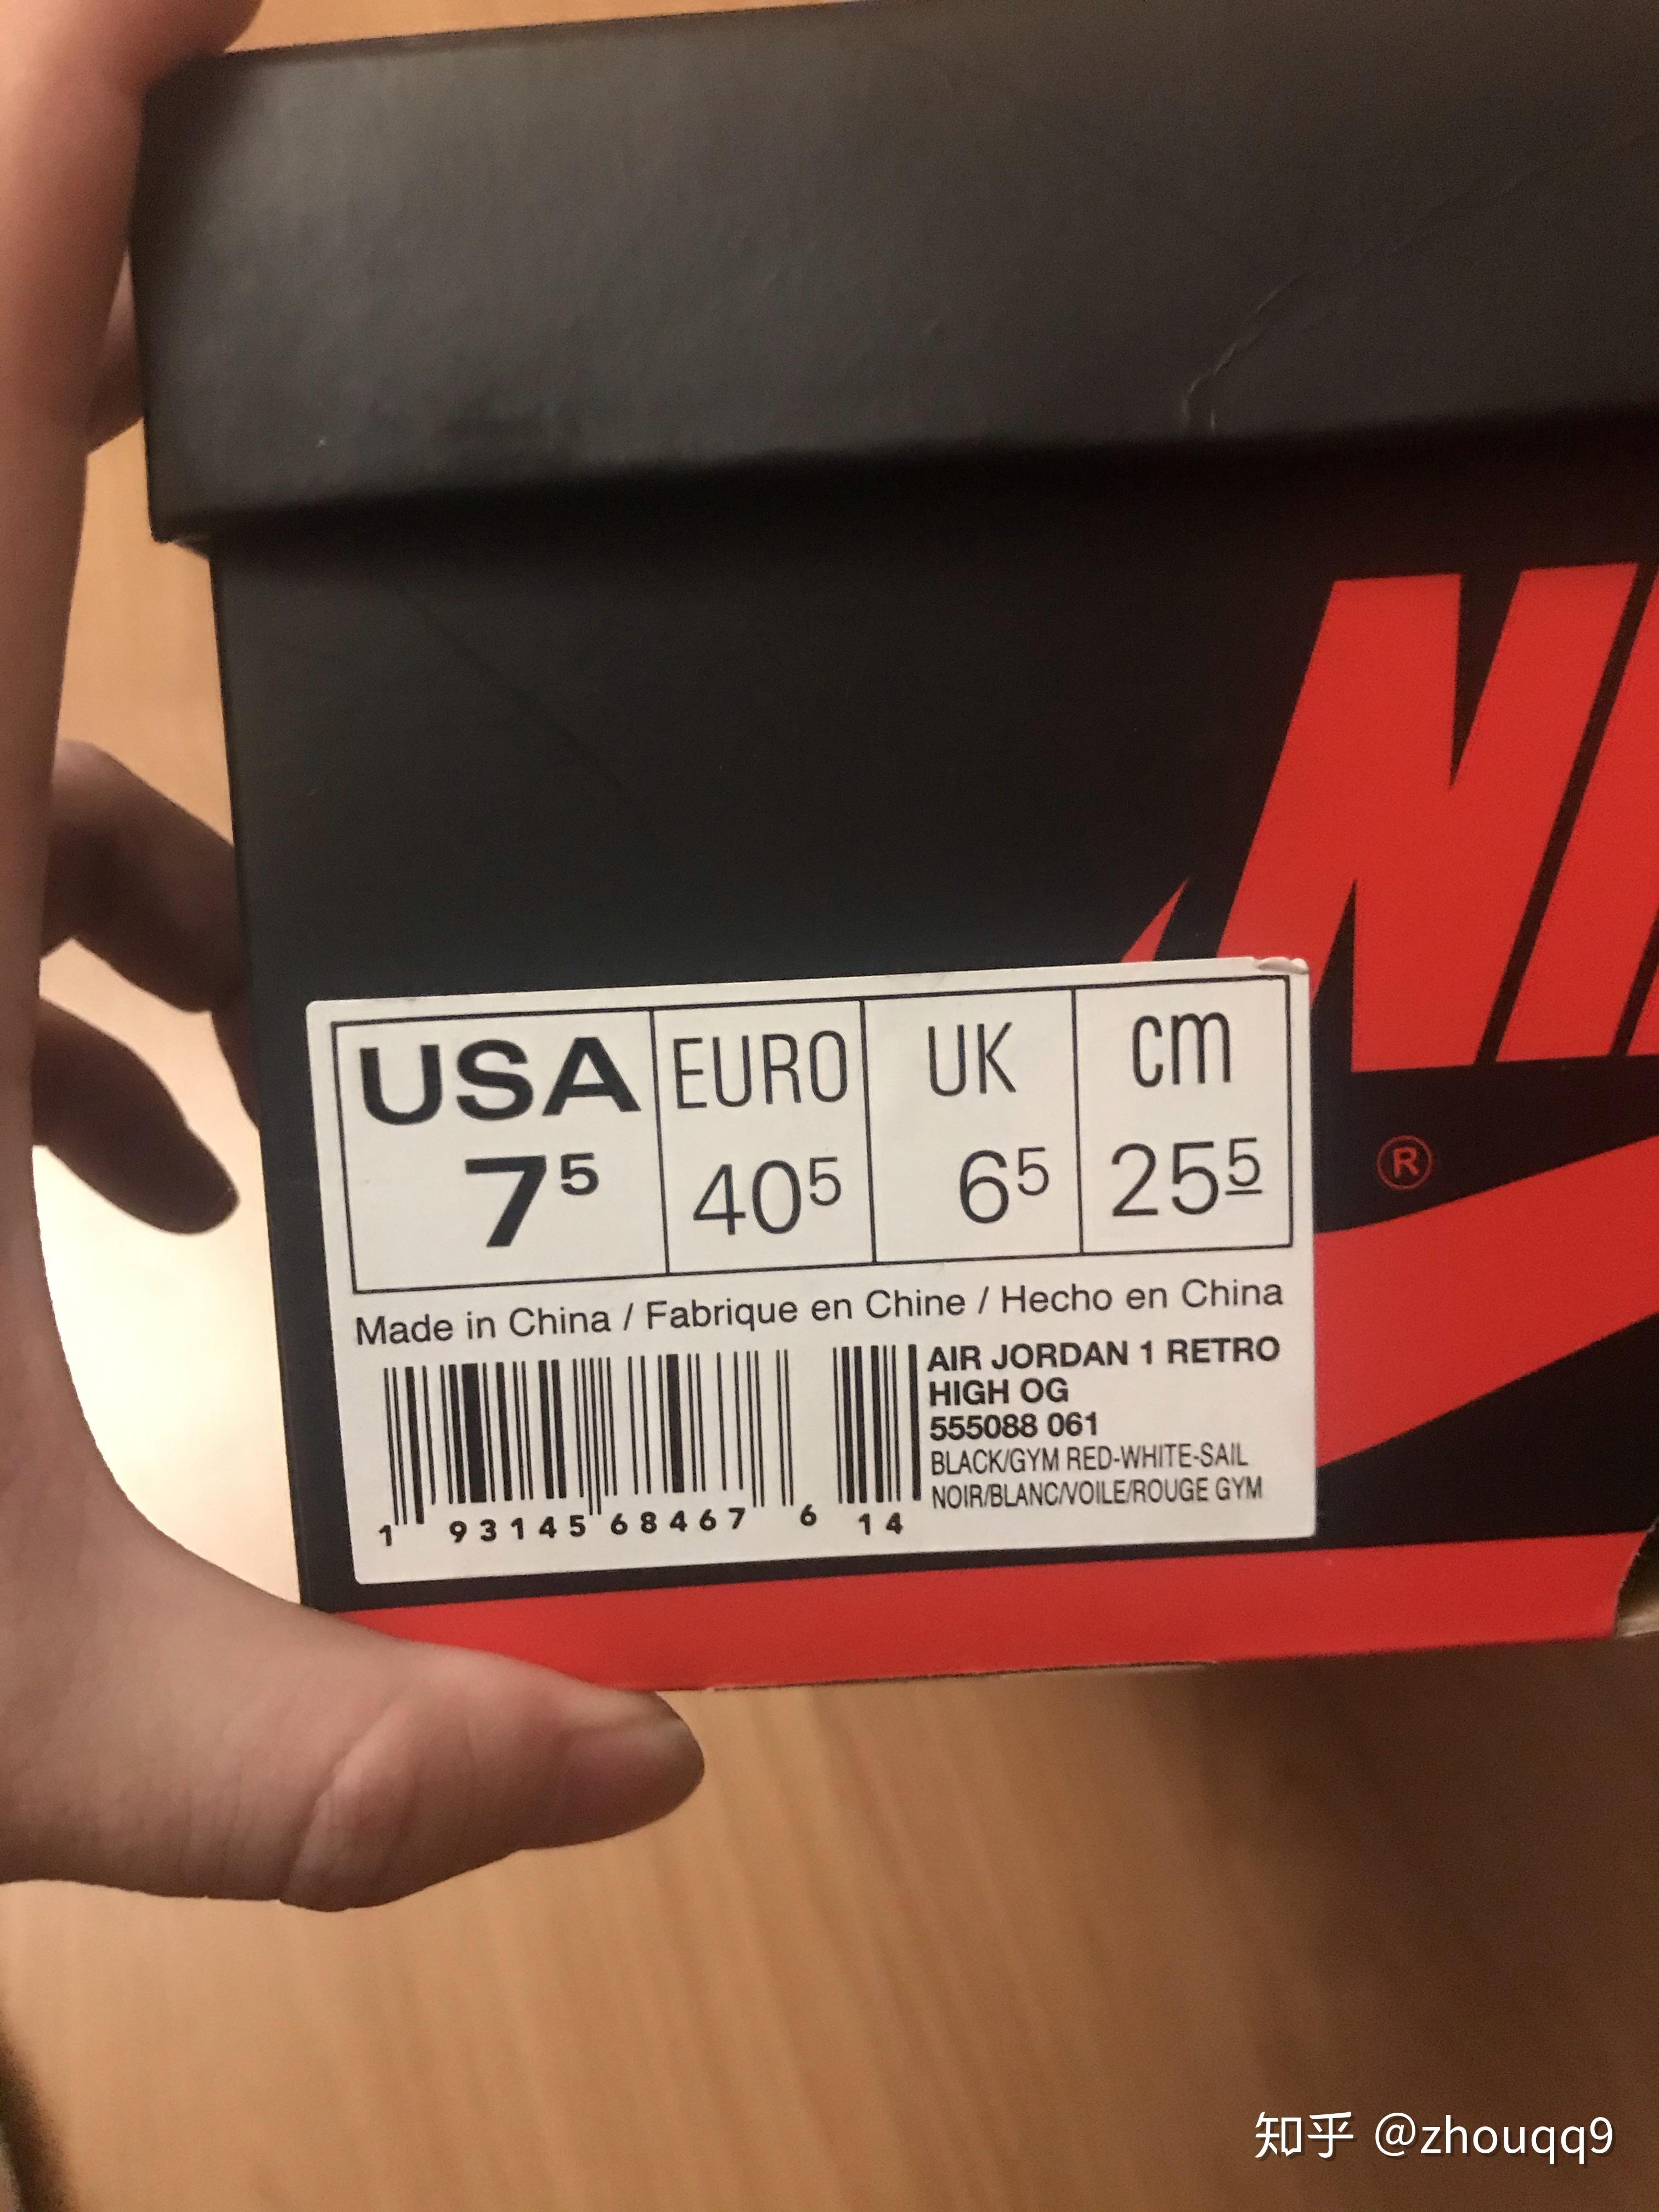 NI
®
USA EURO UK cm
7⁵ 40⁵ 6⁵ 25⁵
Made in China / Fabrique en Chine / Hecho en China
AIR JORDAN 1 RETRO
HIGH OG
555088 061
BLACK/GYM RED-WHITE-SAIL
NOIR/BLANC/VOILE/ROUGE GYM
1 93145 68467 6 14
知乎 @zhouqq9